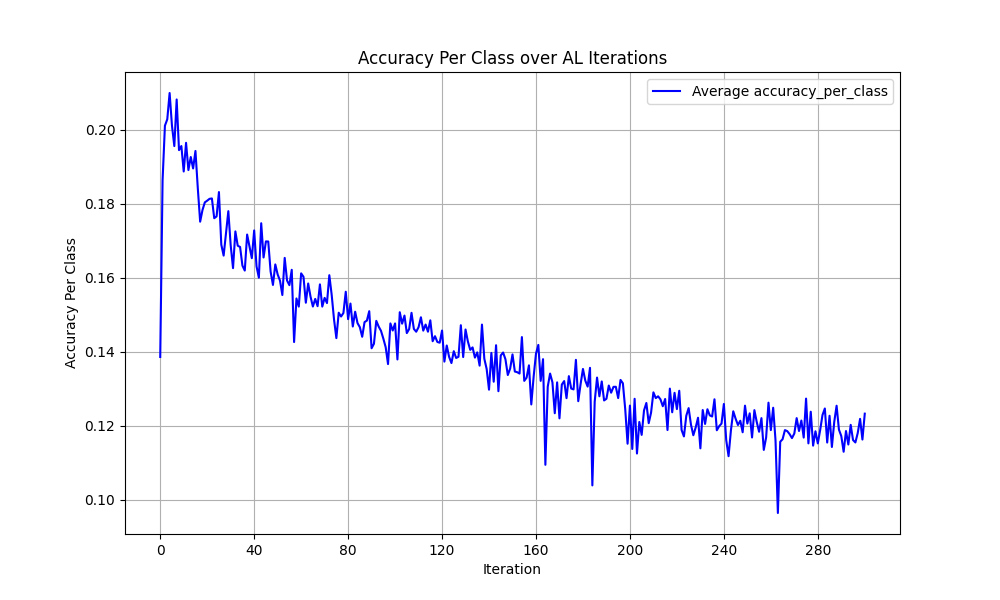 Accuracy Per Class over AL Iterations
Average accuracy_per_class
Accuracy Per Class
0.20
0.18
0.16
0.14
0.12
0.10
0 40 80 120 160 200 240 280
Iteration